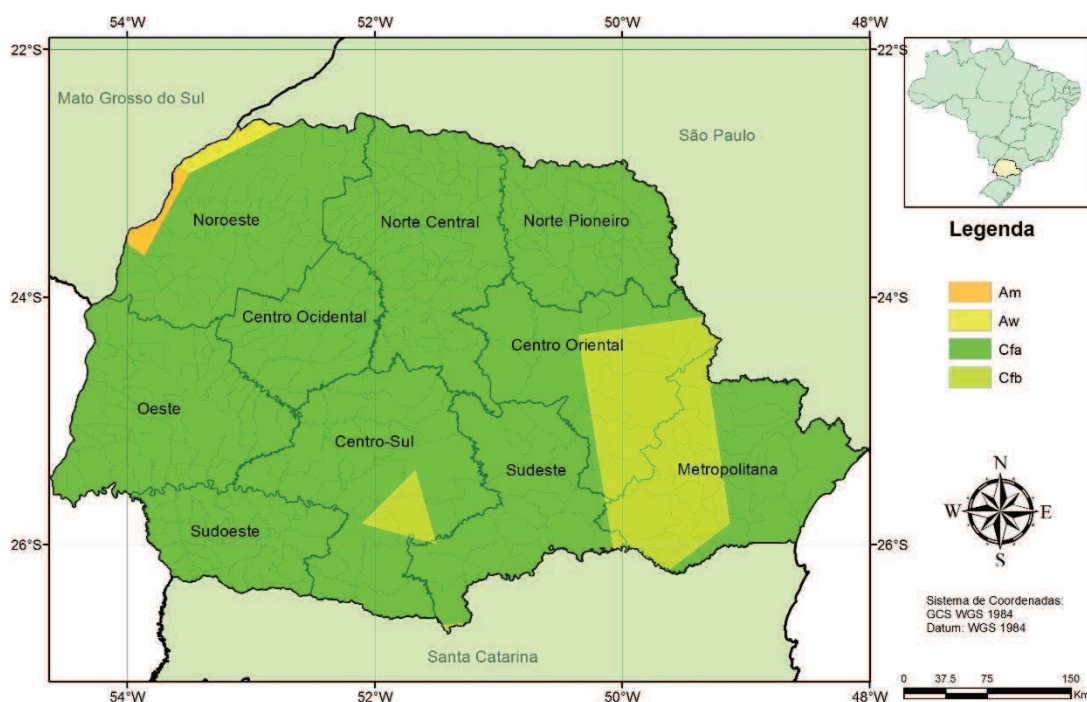 54°W
52°W
50°W
22°S
22°S
Mato Grosso do Sul
São Paulo
Noroeste
Norte Central
Norte Pioneiro
24°S
24°S
Centro Ocidental
Centro Oriental
Oeste
Centro-Sul
Sudeste
Metropolitana
Sudoeste
26°S
26°S
Santa Catarina
54°W
52°W
50°W
48°W
Legenda
Am
Aw
Cfa
Cfb
N
W
E
S
Sistema de Coordenadas:
GCS WGS 1984
Datum: WGS 1984
0 37.5 75 150
Km